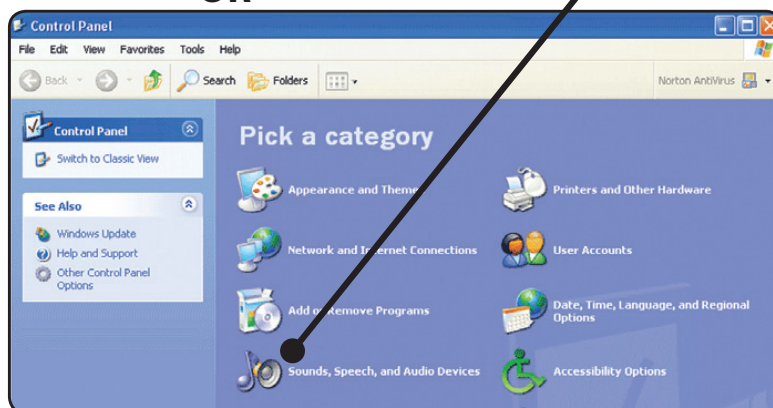 OR
Control Panel
File Edit View Favorites Tools Help
Back Search Folders Norton AntiVirus
Control Panel
Switch to Classic View
See Also
Windows Update
Help and Support
Other Control Panel
Options
Pick a category
Appearance and Themes
Printers and Other Hardware
Network and Internet Connections
User Accounts
Add or Remove Programs
Date, Time, Language, and Regional
Options
Sounds, Speech, and Audio Devices
Accessibility Options